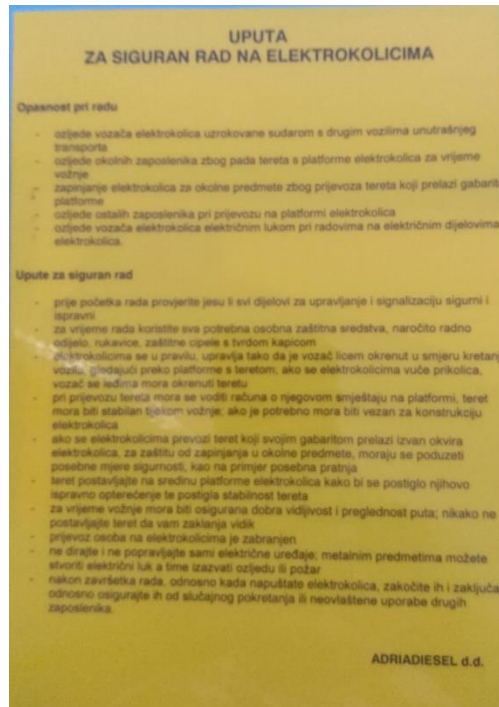 UPUTA
ZA SIGURAN RAD NA ELEKTROKOLICIMA
Opasnost pri radu
- ozljede vozača elektrokolica uzrokovane sudarom s drugim vozilima unutrašnjeg
transporta
- ozljede okolnih zaposlenika zbog pada tereta s platforme elektrokolica za vrijeme
vožnje
- zapinjanje elektrokolica za okolne predmete zbog prijevoza tereta koji prelazi gabarit
platforme
- ozljede ostalih zaposlenika pri prijevozu na platformi elektrokolica
- ozljede vozača elektrokolica električnim lukom pri radovima na električnim dijelovima
elektrokolica.
Upute za siguran rad
- prije početka rada provjerite jesu li svi dijelovi za upravljanje i signalizaciju sigurni i
ispravni
- za vrijeme rada koristite sva potrebna osobna zaštitna sredstva, naročito radno
odijelo, rukavice, zaštitne cipele s tvrdom kapicom
- elektrokolicima se u pravilu, upravlja tako da je vozač licem okrenut u smjeru kretan
vozila, gledajući preko platforme s teretom, ako se elektrokolicima vuče prikolica,
vozač se leđima mora okrenuti teretu
- pri prijevozu tereta mora se voditi računa o njegovom smještaju na platformi, teret
mora biti stabilan tijekom vožnje; ako je potrebno mora biti vezan za konstrukciju
elektrokolica
- ako se elektrokolicima prevozi teret koji svojim gabaritom prelazi izvan okvira
elektrokolica, za zaštitu od zapinjanja u okolne predmete, moraju se poduzeti
posebne mjere sigurnosti, kao na primjer posebna pratnja
- teret postavljajte na sredinu platforme elektrokolica kako bi se postiglo njihovo
ispravno opterećenje te postigla stabilnost tereta
- za vrijeme vožnje mora biti osigurana dobra vidljivost i preglednost puta; nikako ne
postavljajte teret da vam zaklanja vidik
- prijevoz osoba na elektrokolicima je zabranjen
- ne dirajte i ne popravljajte sami električne uređaje; metalnim predmetima možete
stvoriti električni luk a time izazvati ozljedu ili požar
- nakon završetka rada, odnosno kada napuštate elektrokolica, zakočite ih i zaključa
odnosno osigurajte ih od slučajnog pokretanja ili neovlaštene uporabe drugih
zaposlenika.
ADRIADIESEL d.d.